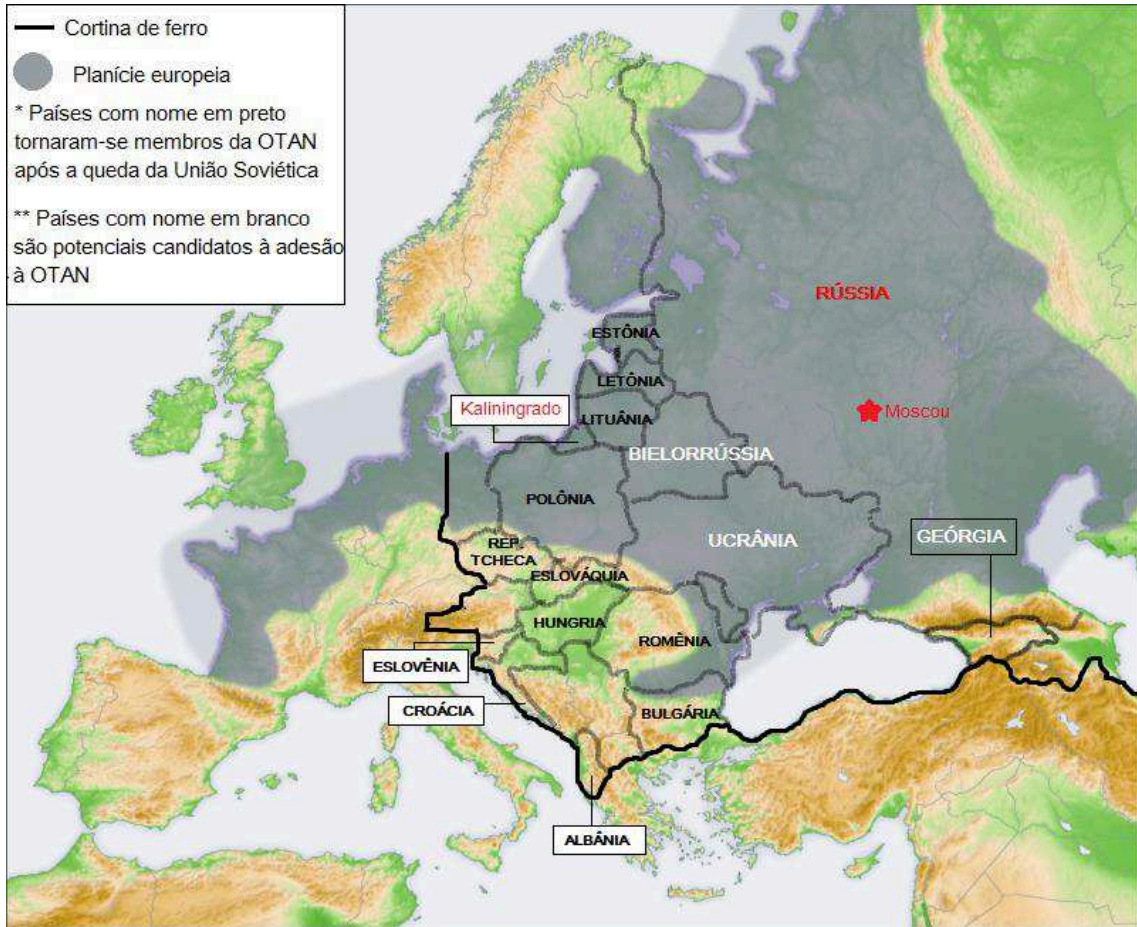 Cortina de ferro
Planície europeia
* Países com nome em preto
tornaram-se membros da OTAN
após a queda da União Soviética
** Países com nome em branco
são potenciais candidatos à adesão
à OTAN
RÚSSIA
ESTÔNIA
LETÔNIA
Kaliningrado
Moscou
LITUÂNIA
BIELORRÚSSIA
POLÔNIA
UCRÂNIA
GEÓRGIA
REP.
TCHECA
ESLOVÁQUIA
HUNGRIA
ROMÊNIA
ESLOVÊNIA
CROÁCIA
BULGÁRIA
ALBÂNIA